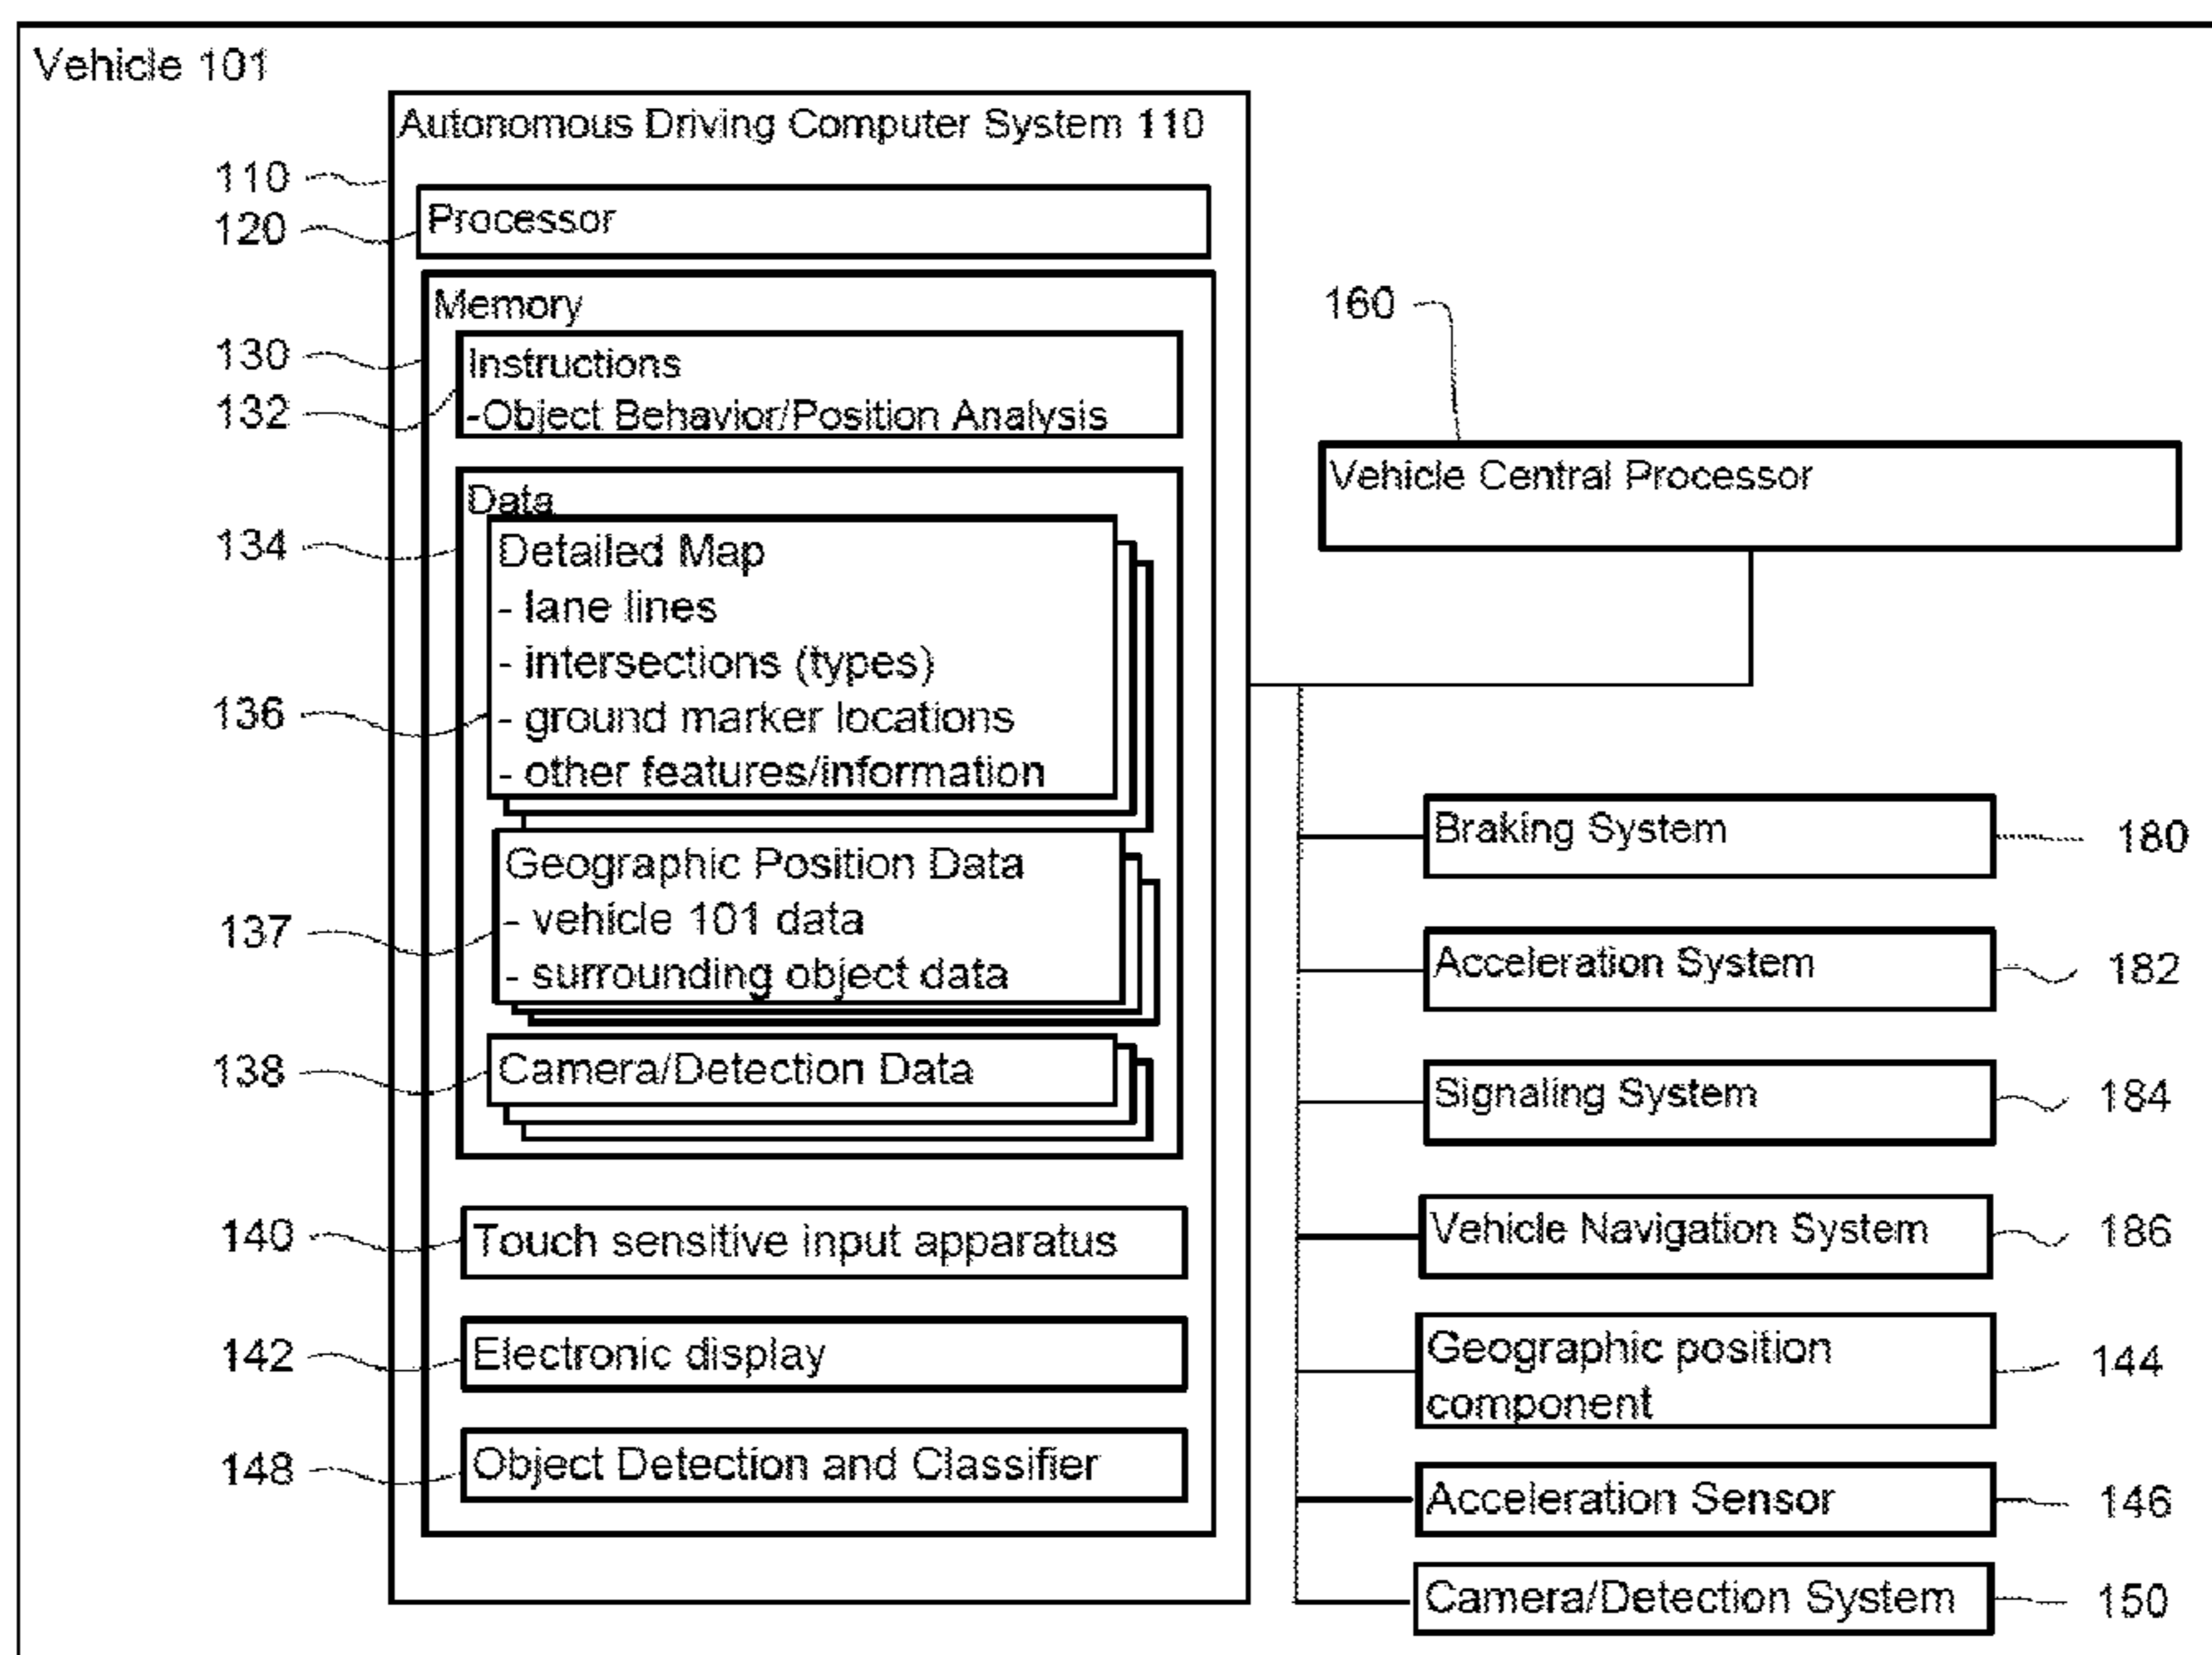 Vehicle 101
Autonomous Driving Computer System 110
110
Processor
120
Memory
130
Instructions
-Object Behavior/Position Analysis
132
Data
134
Detailed Map
- lane lines
- intersections (types)
- ground marker locations
- other features/information
136
Geographic Position Data
- vehicle 101 data
- surrounding object data
137
Camera/Detection Data
138
Touch sensitive input apparatus
140
Electronic display
142
Object Detection and Classifier
148
160
Vehicle Central Processor
Braking System
180
Acceleration System
182
Signaling System
184
Vehicle Navigation System
186
Geographic position
component
144
Acceleration Sensor
146
Camera/Detection System
150